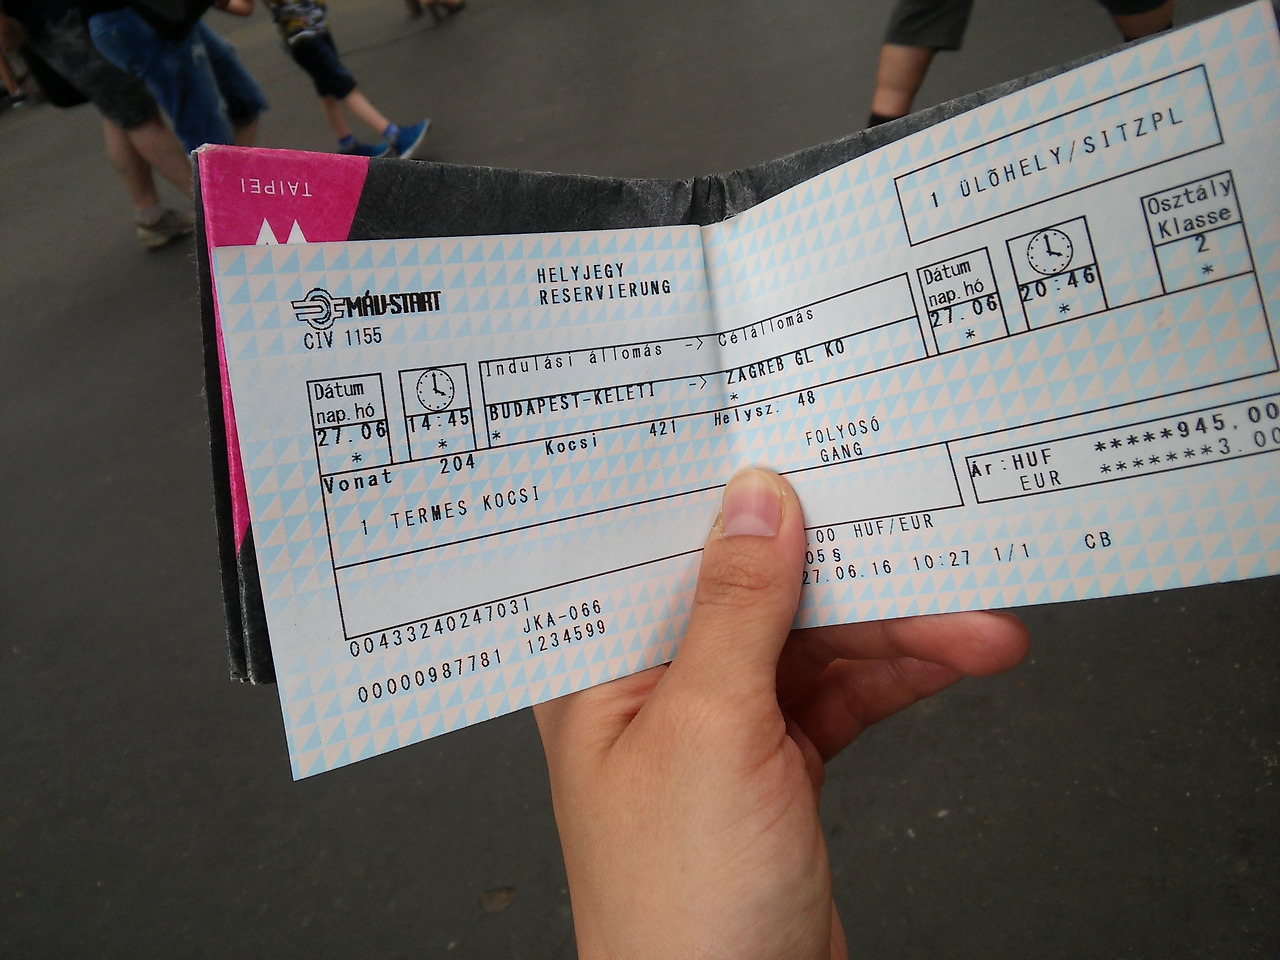 TAIPEI
MÁV-START
CIV 1155
HELYJEGY
RESERVIERUNG
1 ÜLŐHELY/SITZPL
Dátum
nap.hó
27.06
*
14:45
*
Indulási állomás -> Célállomás
BUDAPEST-KELETI -> ZAGREB GL KO
* *
Dátum
nap.hó
27.06
*
20:46
*
Osztály
Klasse
2
*
Vonat 204 Kocsi 421 Helysz. 48
1 TERMES KOCSI
FOLYOSÓ
GANG
Ár:HUF *****945.00
EUR *******3.00
.00 HUF/EUR
05§
27.06.16 10:27 1/1 CB
00433240247031
JKA-066
00000987781 1234599